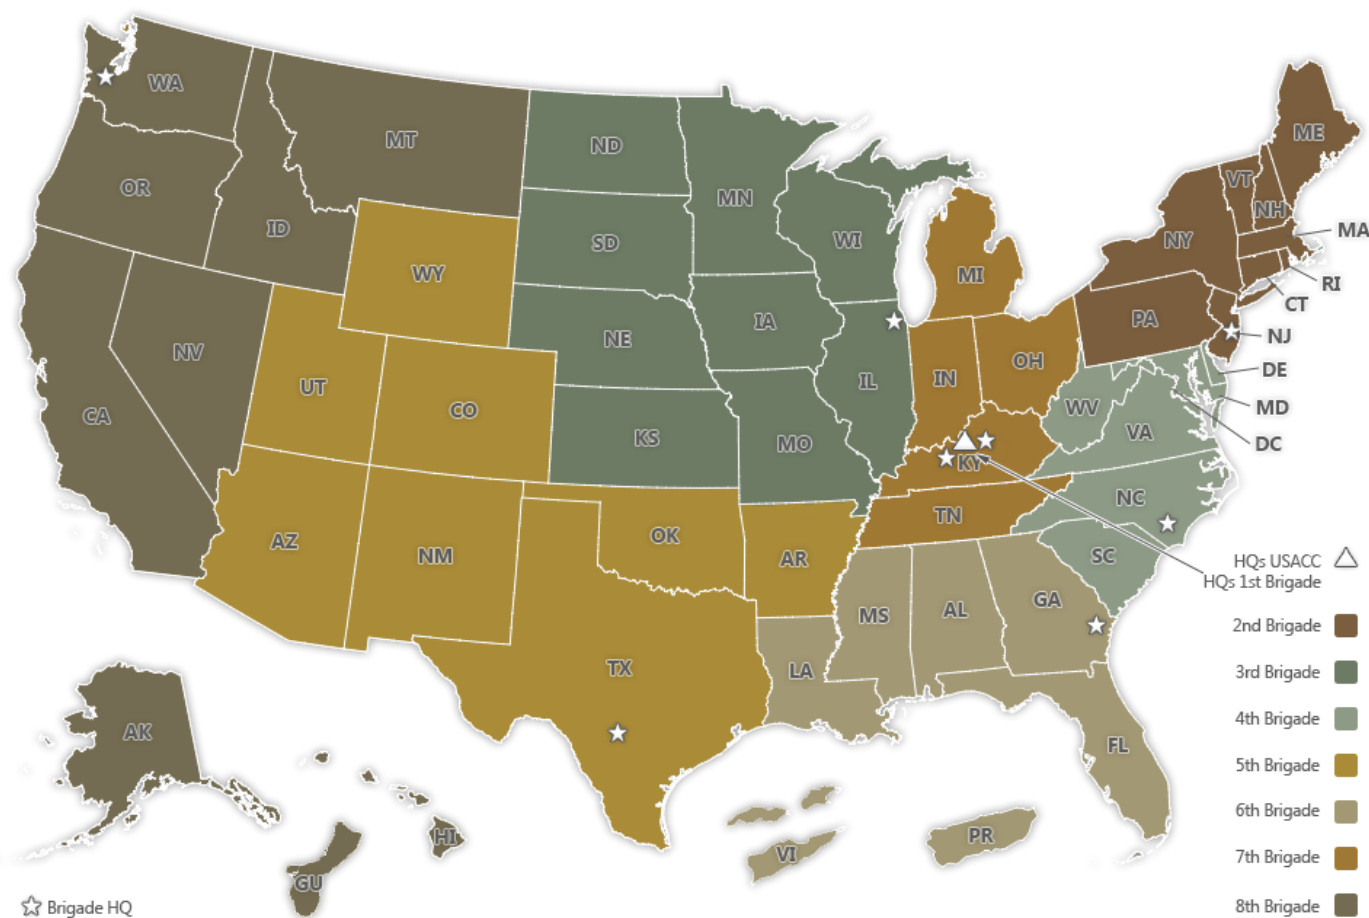 WA
MT
ND
ME
MN
VT
OR
NH
ID
SD
WI
NY
MA
WY
MI
RI
CT
IA
PA
NE
NJ
NV
OH
UT
IN
DE
IL
CO
WV
MD
CA
VA
KS
MO
DC
KY
NC
TN
OK
AZ
NM
AR
SC
HQs USACC
HQs 1st Brigade
GA
AL
MS
2nd Brigade
TX
LA
3rd Brigade
4th Brigade
AK
FL
5th Brigade
6th Brigade
HI
PR
VI
7th Brigade
GU
Brigade HQ
8th Brigade